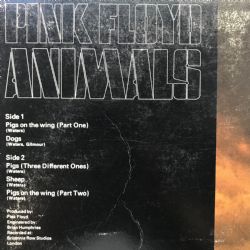 PINK FLOYD
ANIMALS
Side 1
Pigs on the wing (Part One)
(Waters)
Dogs
(Waters, Gilmour)
Side 2
Pigs (Three Different Ones)
(Waters)
Sheep
(Waters)
Pigs on the wing (Part Two)
(Waters)
Produced by:
Pink Floyd
Engineered by:
Brian Humphries
Recorded at:
Britannia Row Studios
London